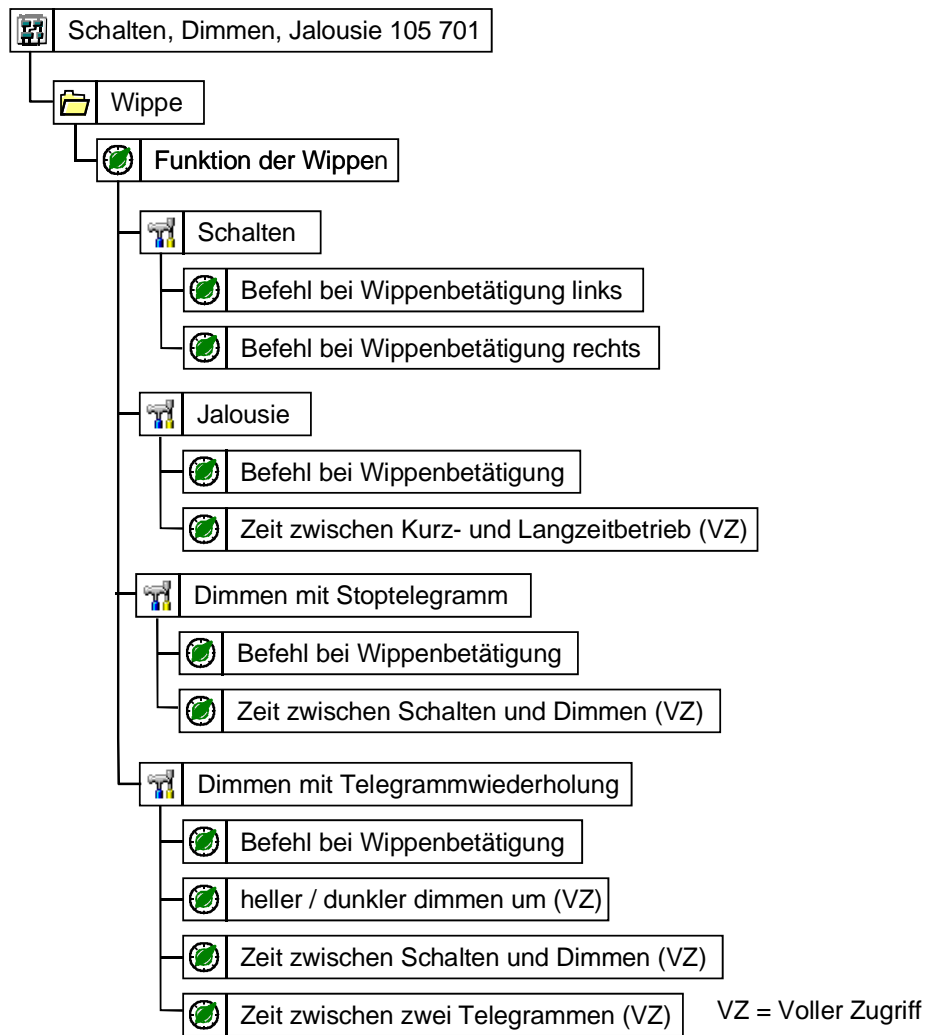 Schalten, Dimmen, Jalousie 105 701
Wippe
Funktion der Wippen
Schalten
Befehl bei Wippenbetätigung links
Befehl bei Wippenbetätigung rechts
Jalousie
Befehl bei Wippenbetätigung
Zeit zwischen Kurz- und Langzeitbetrieb (VZ)
Dimmen mit Stoptelegramm
Befehl bei Wippenbetätigung
Zeit zwischen Schalten und Dimmen (VZ)
Dimmen mit Telegrammwiederholung
Befehl bei Wippenbetätigung
heller / dunkler dimmen um (VZ)
Zeit zwischen Schalten und Dimmen (VZ)
Zeit zwischen zwei Telegrammen (VZ) VZ = Voller Zugriff